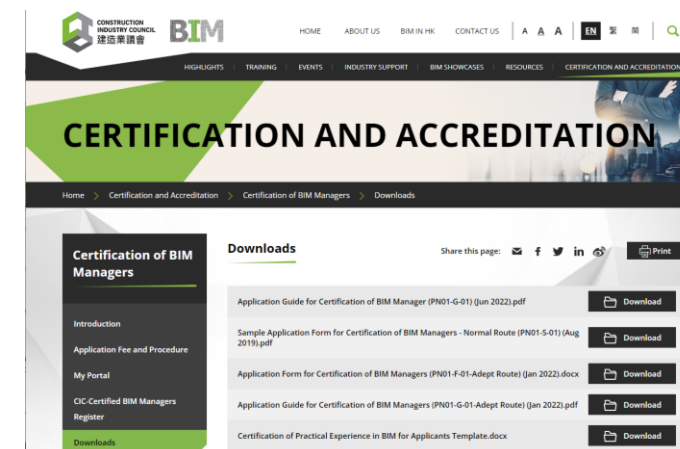 CONSTRUCTION
INDUSTRY COUNCIL
建造業議會
BIM
HOME ABOUT US BIM IN HK CONTACT US A A A EN 繁 简
HIGHLIGHTS TRAINING EVENTS INDUSTRY SUPPORT BIM SHOWCASES RESOURCES CERTIFICATION AND ACCREDITATION
CERTIFICATION AND ACCREDITATION
Home > Certification and Accreditation > Certification of BIM Managers > Downloads
Certification of BIM
Managers
Introduction
Application Fee and Procedure
My Portal
CIC-Certified BIM Managers
Register
Downloads
Downloads
Share this page: Print
Application Guide for Certification of BIM Manager (PN01-G-01) (Jun 2022).pdf Download
Sample Application Form for Certification of BIM Managers - Normal Route (PN01-S-01) (Aug
2019).pdf Download
Application Form for Certification of BIM Managers (PN01-F-01-Adept Route) (Jan 2022).docx Download
Application Guide for Certification of BIM Managers (PN01-G-01-Adept Route) (Jan 2022).pdf Download
Certification of Practical Experience in BIM for Applicants Template.docx Download